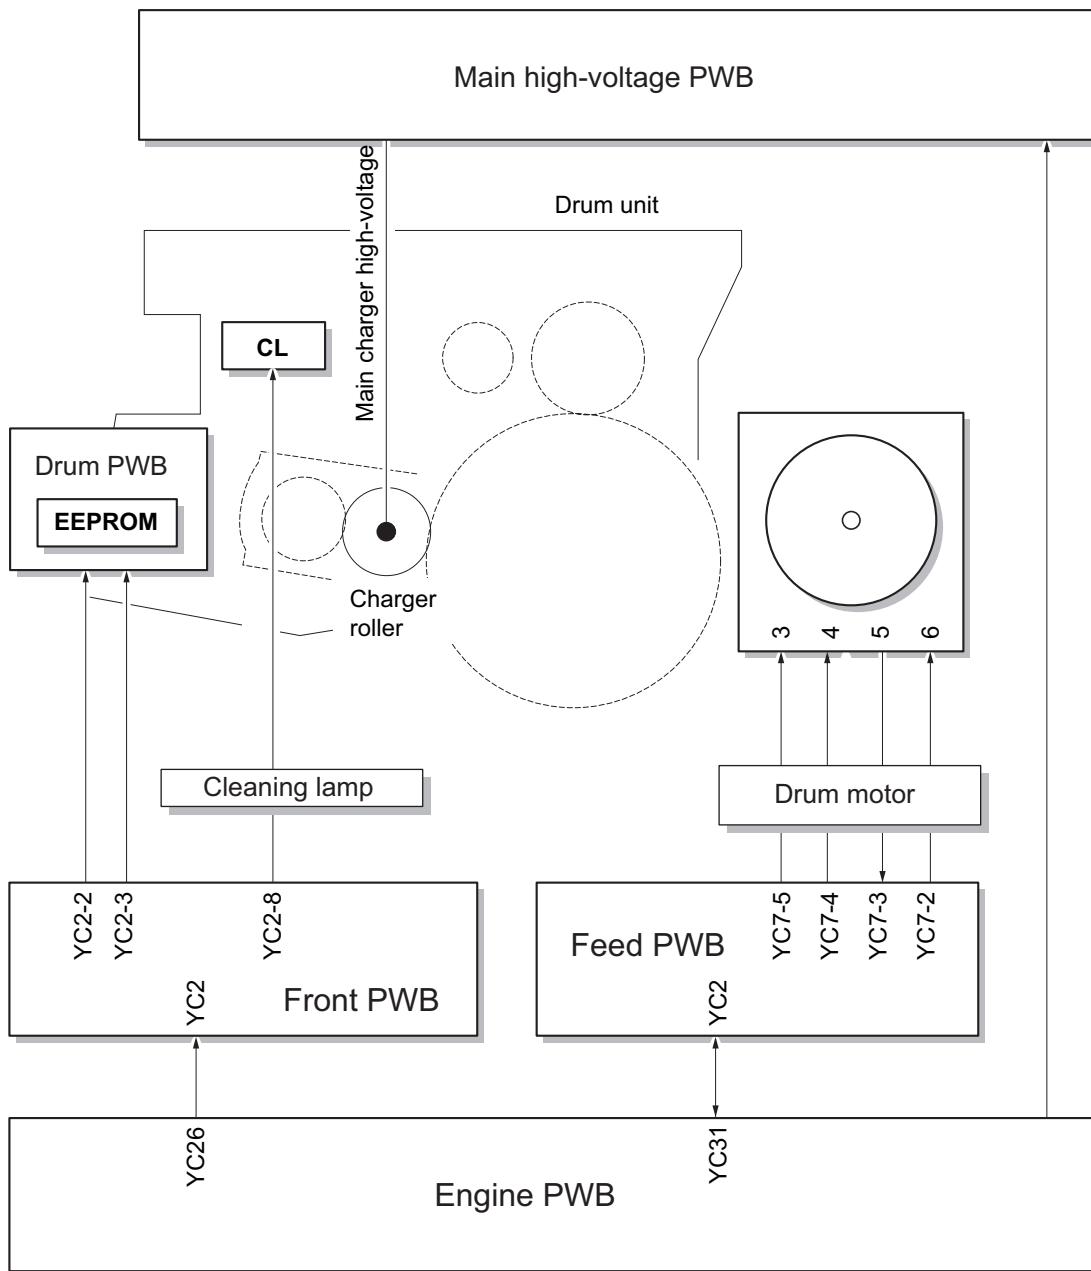 Main high-voltage PWB
Main charger high-voltage
Drum unit
CL
Drum PWB
EEPROM
Charger
roller
3
4
5
6
Cleaning lamp
Drum motor
YC2-2
YC2-3
YC2-8
YC7-5
YC7-4
YC7-3
YC7-2
Feed PWB
Front PWB
YC2
YC2
YC26
YC31
Engine PWB